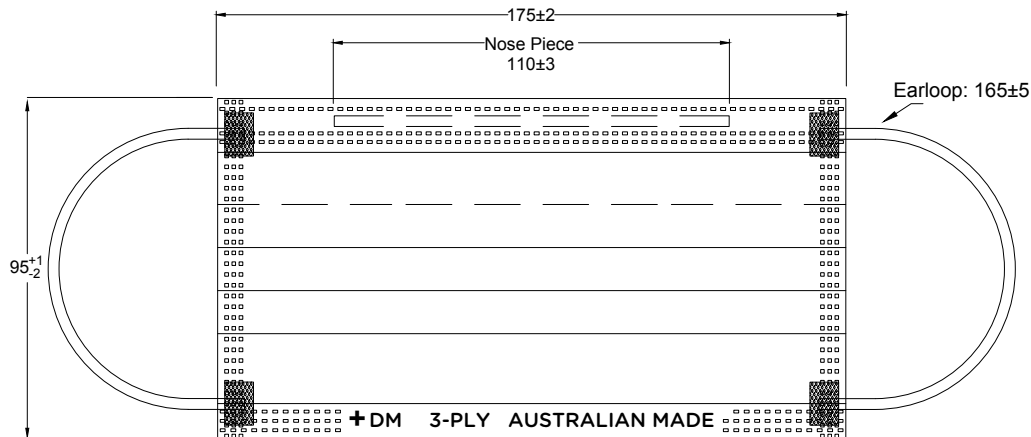 175±2
Nose Piece
110±3
Earloop: 165±5
95 +1 -2
+DM 3-PLY AUSTRALIAN MADE